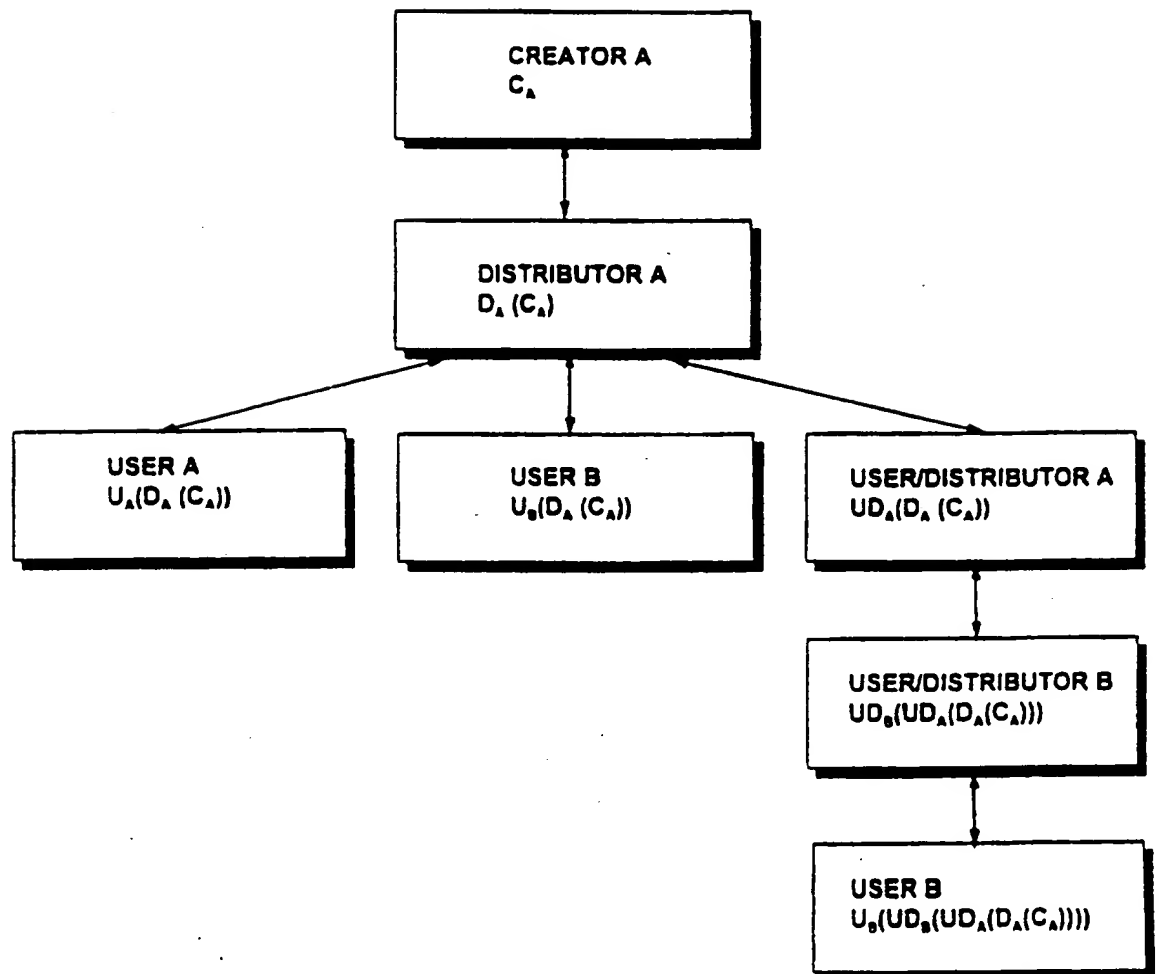 CREATOR A
C_A
DISTRIBUTOR A
D_A (C_A)
USER A
U_A(D_A (C_A))
USER B
U_B(D_A (C_A))
USER/DISTRIBUTOR A
UD_A(D_A (C_A))
USER/DISTRIBUTOR B
UD_B(UD_A(D_A(C_A)))
USER B
U_B(UD_B(UD_A(D_A(C_A))))